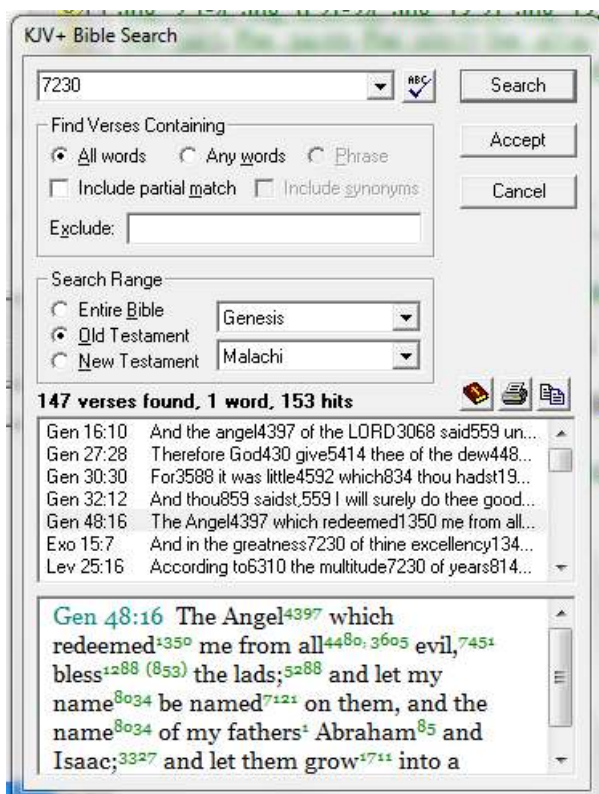 KJV+ Bible Search
7230
ABC
Search
Find Verses Containing
All words Any words Phrase
Accept
Include partial match Include synonyms
Cancel
Exclude:
Search Range
Entire Bible
Genesis
Old Testament
New Testament
Malachi
147 verses found, 1 word, 153 hits
Gen 16:10 And the angel4397 of the LORD3068 said559 un...
Gen 27:28 Therefore God430 give5414 thee of the dew448...
Gen 30:30 For3588 it was little4592 which834 thou hadst19...
Gen 32:12 And thou859 saidst,559 I will surely do thee good...
Gen 48:16 The Angel4397 which redeemed1350 me from all...
Exo 15:7 And in the greatness7230 of thine excellency134...
Lev 25:16 According to6310 the multitude7230 of years814...
Gen 48:16 The Angel4397 which
redeemed1350 me from all4480, 3605 evil,7451
bless1288 (853) the lads;5288 and let my
name8034 be named7121 on them, and the
name8034 of my fathers1 Abraham85 and
Isaac;3327 and let them grow1711 into a